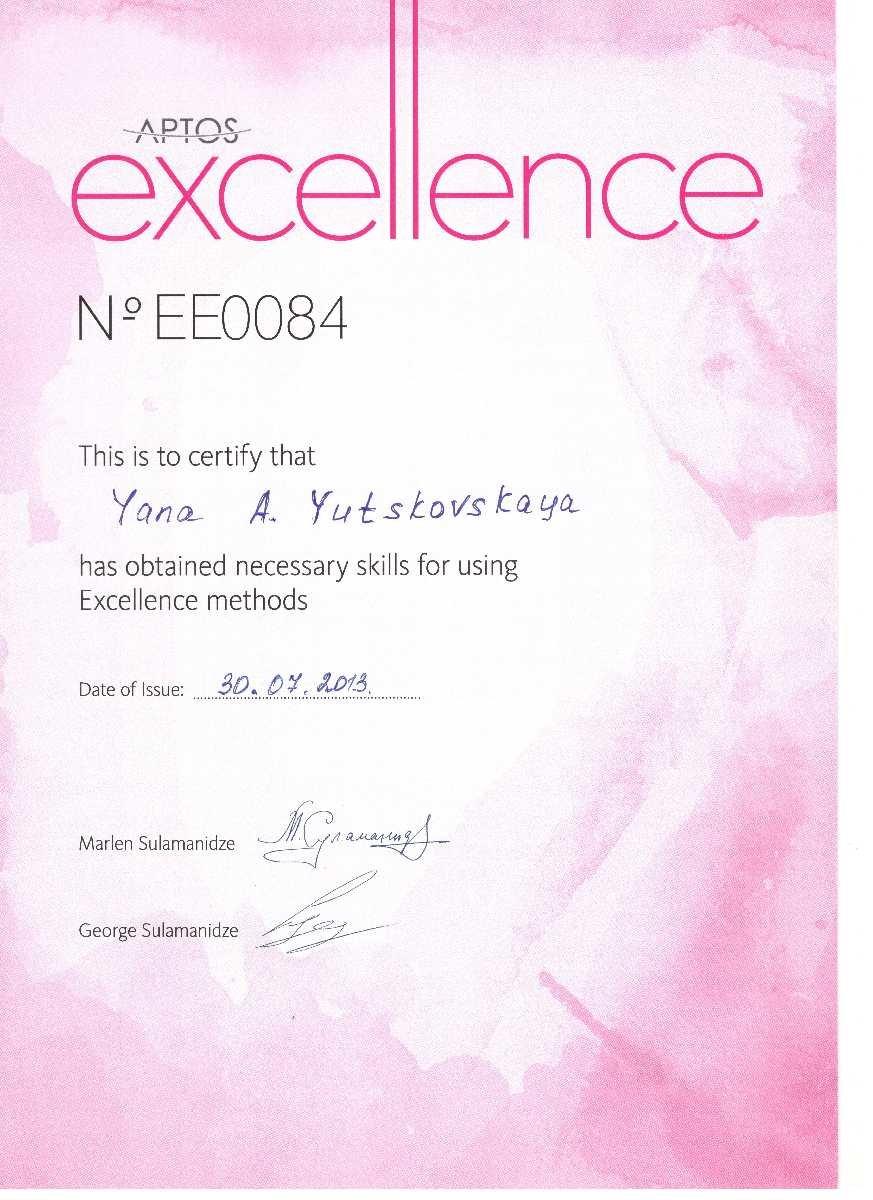 APTOS
excellence
Nº EE0084
This is to certify that
Yana A. Yutskovskaya
has obtained necessary skills for using
Excellence methods
Date of Issue: 30.07.2013.
Marlen Sulamanidze
George Sulamanidze